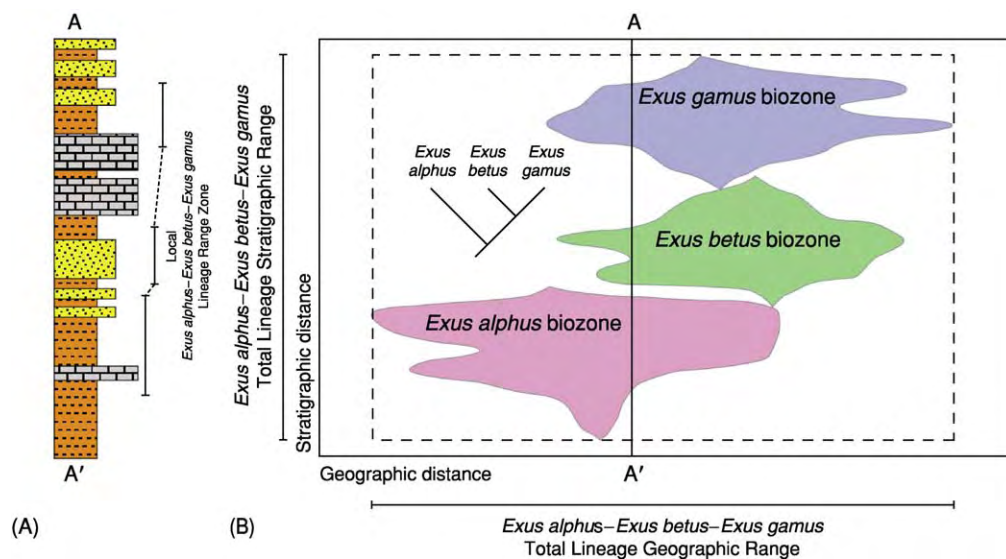 A
A
Exus gamus biozone
Exus
alphus
Exus
betus
Exus
gamus
Exus alphus–Exus betus–Exus gamus
Local
Lineage Range Zone
Exus alphus–Exus betus–Exus gamus
Total Lineage Stratigraphic Range
Stratigraphic distance
Exus betus biozone
Exus alphus biozone
Geographic distance
A′
A′
(A)
(B)
Exus alphus–Exus betus–Exus gamus
Total Lineage Geographic Range